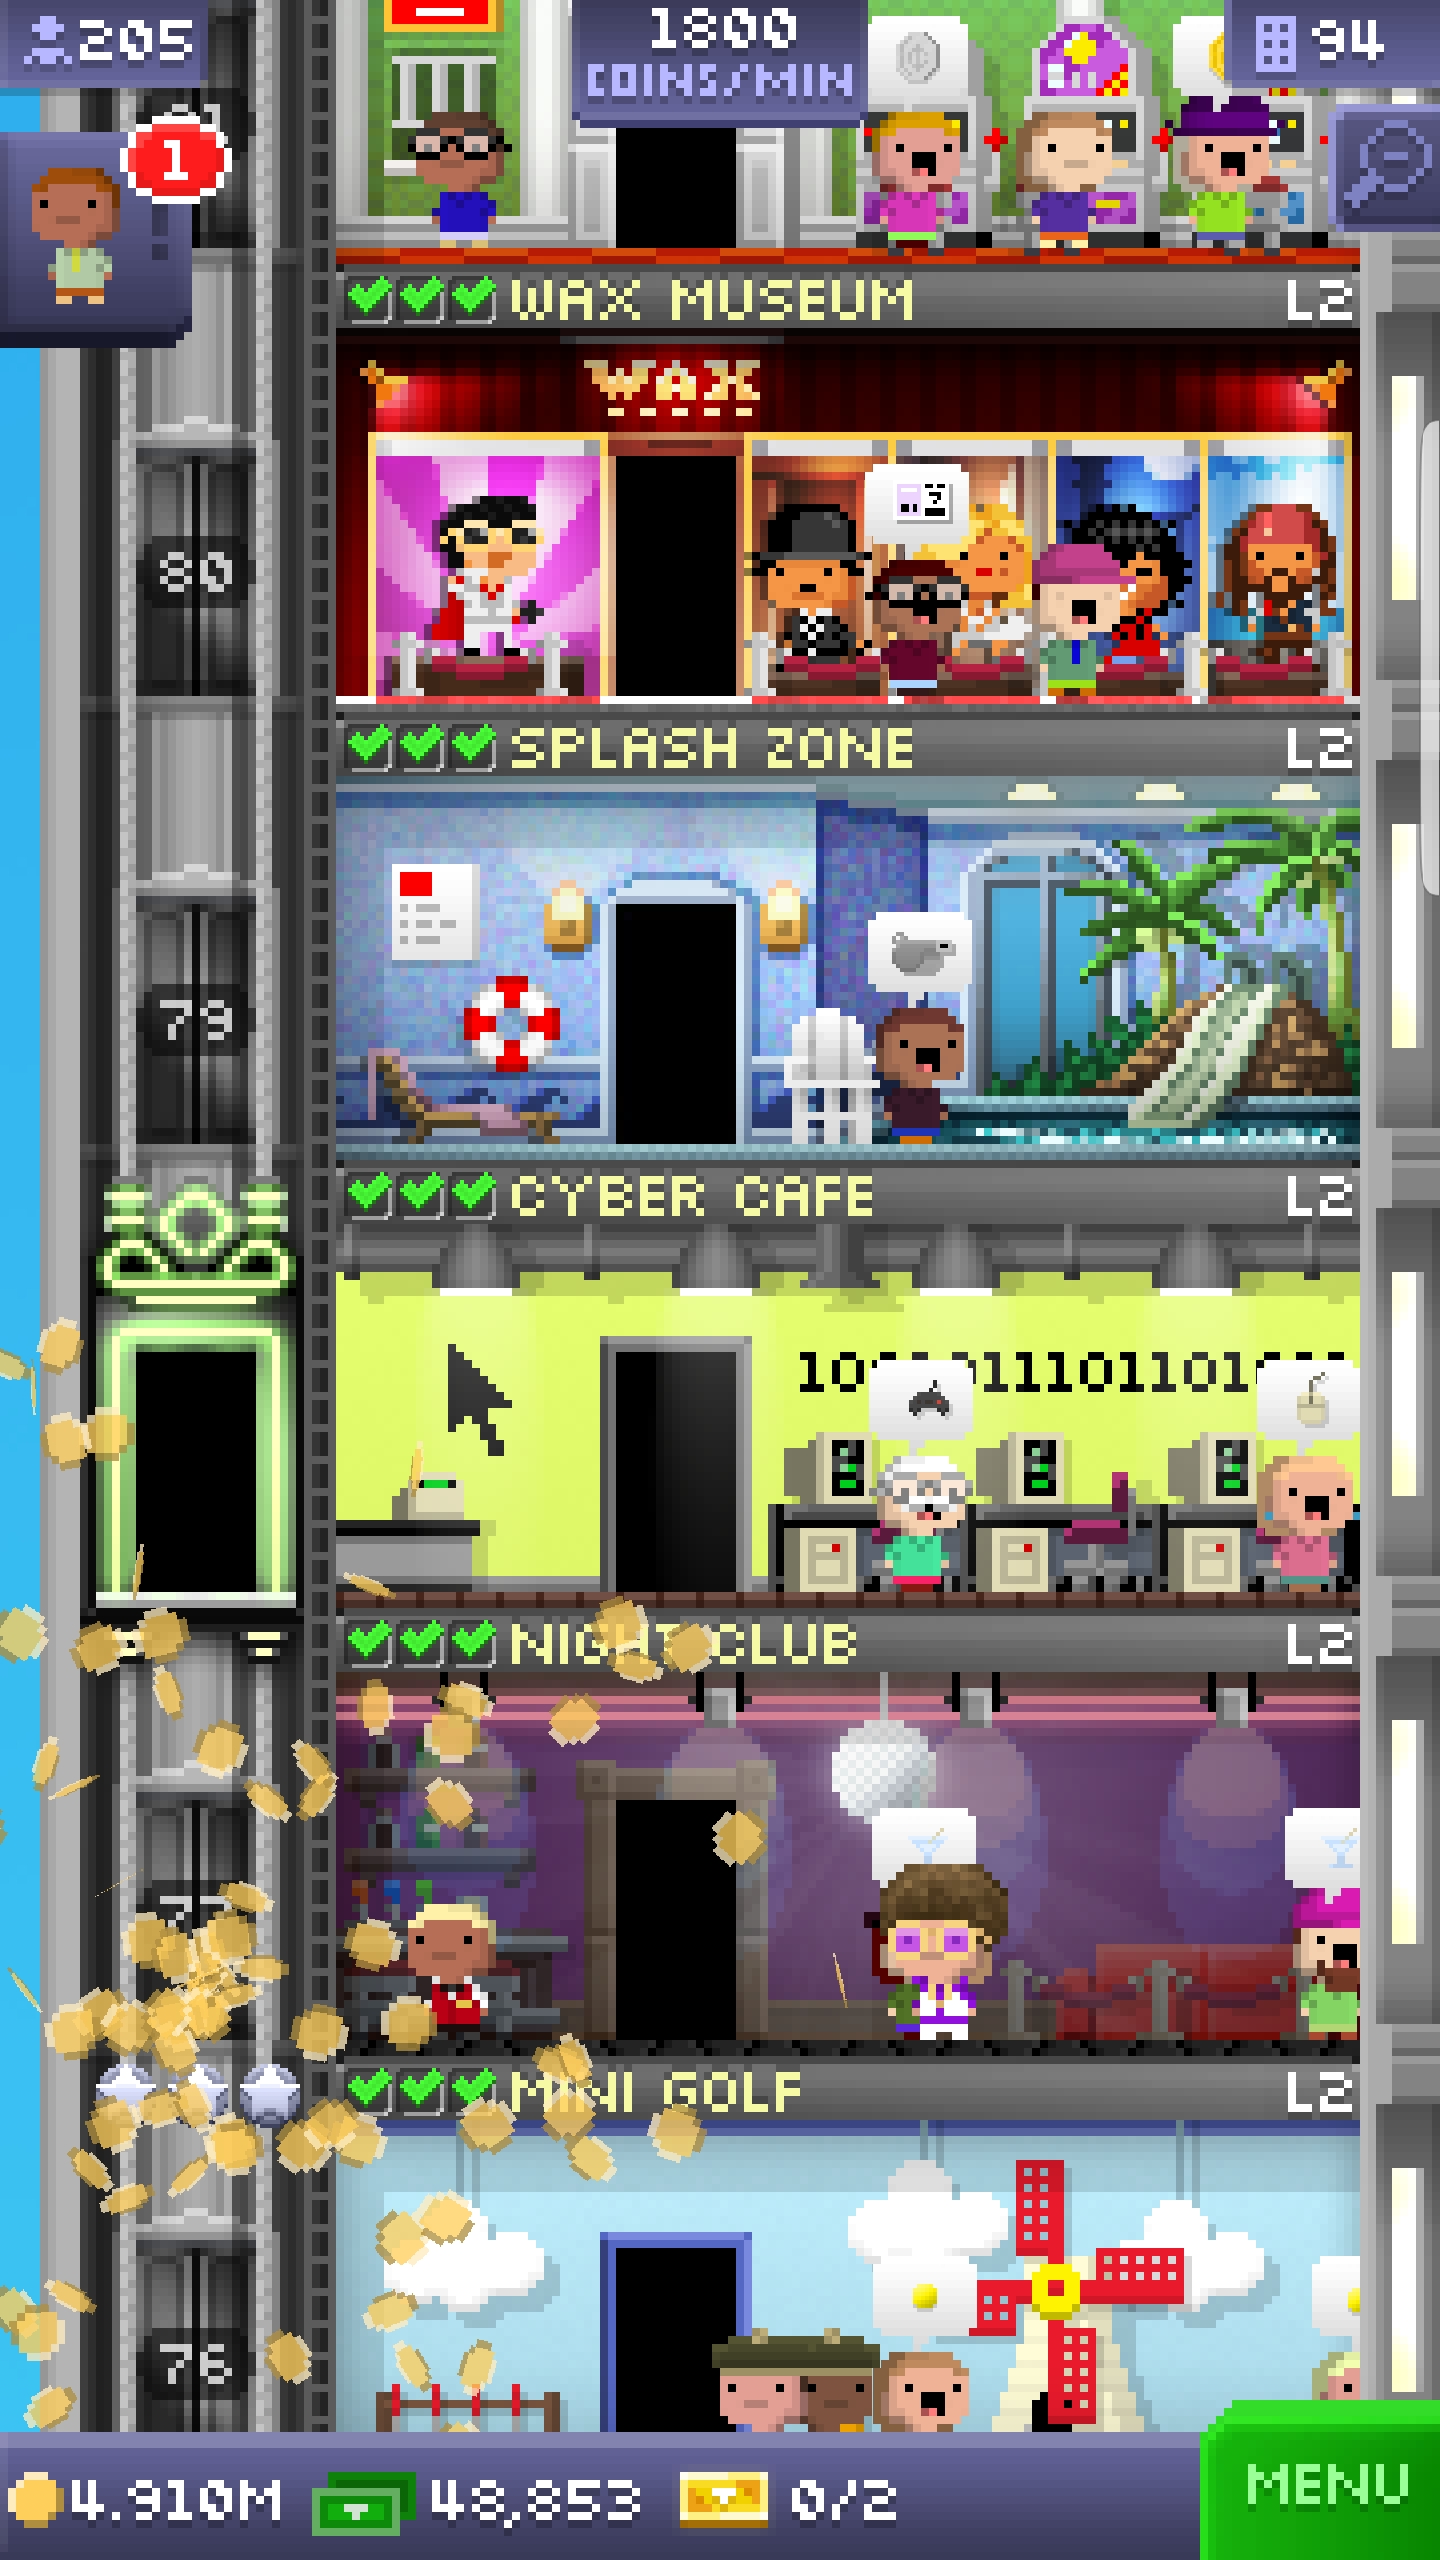 205
1800
COINS/MIN
94
1
WAX MUSEUM L2
WAX
80
SPLASH ZONE L2
79
CYBER CAFE L2
NIGHT CLUB L2
MINI GOLF L2
76
4.910M 48,853 0/2
MENU